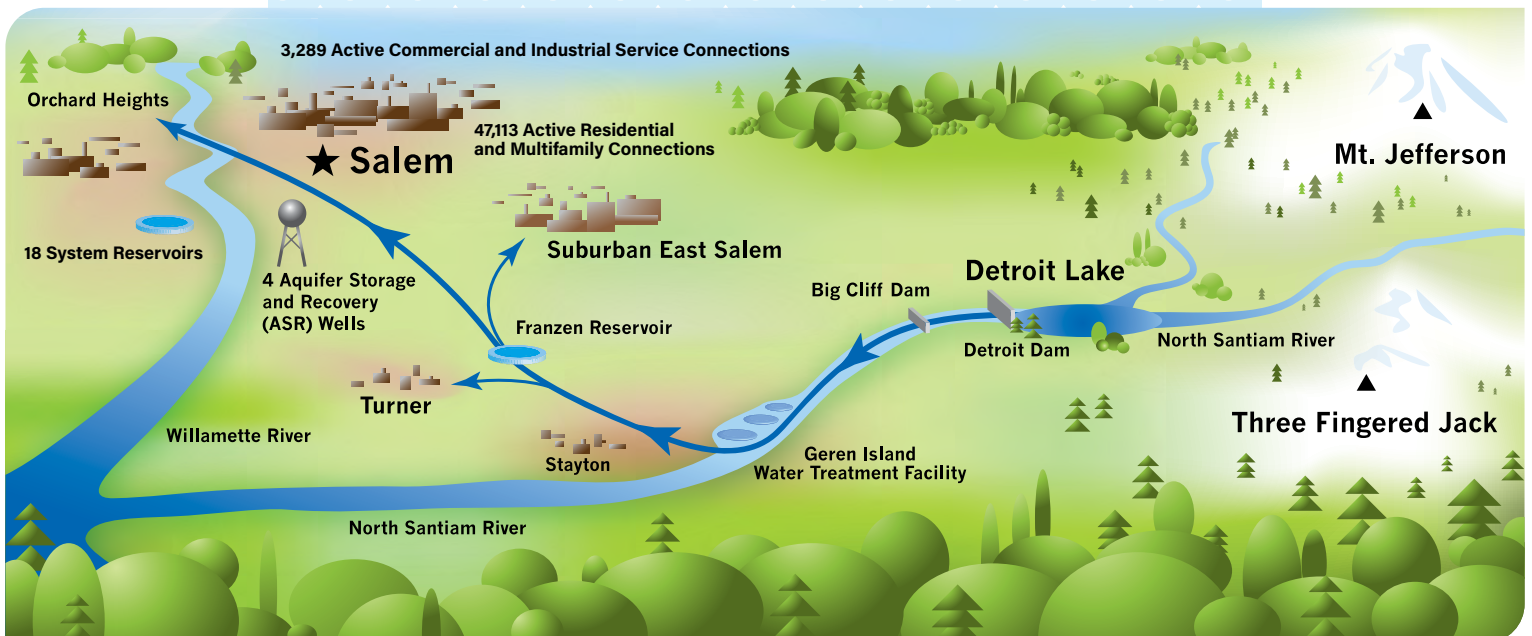 3,289 Active Commercial and Industrial Service Connections
Orchard Heights
47,113 Active Residential
and Multifamily Connections
Salem
Mt. Jefferson
18 System Reservoirs
Suburban East Salem
4 Aquifer Storage
and Recovery
(ASR) Wells
Detroit Lake
Big Cliff Dam
Franzen Reservoir
Detroit Dam
North Santiam River
Turner
Three Fingered Jack
Willamette River
Stayton
Geren Island
Water Treatment Facility
North Santiam River